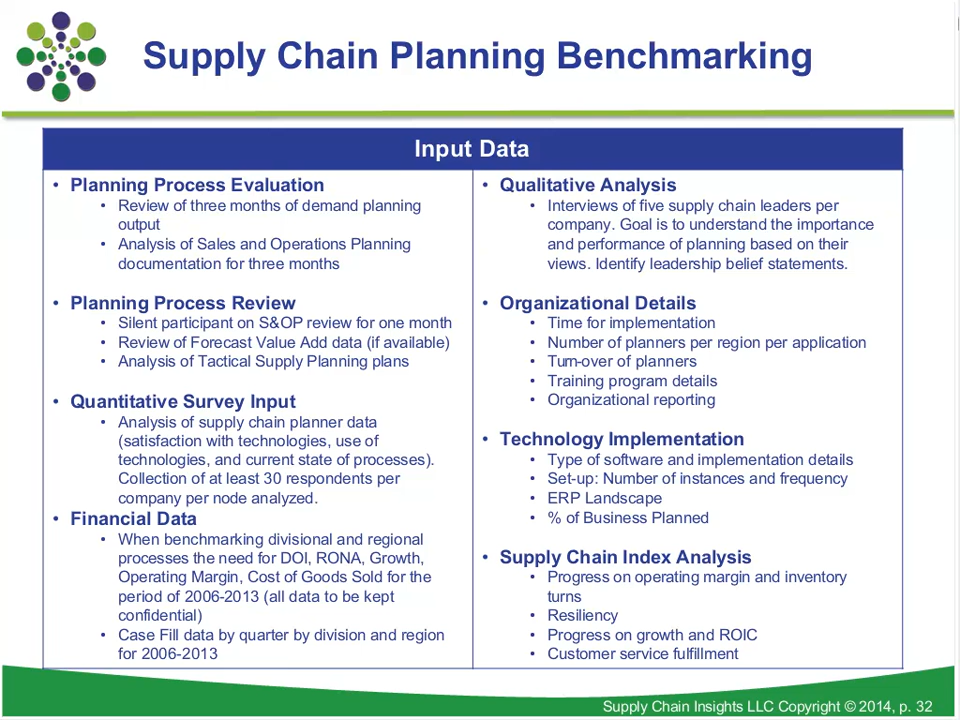 Supply Chain Planning Benchmarking
Input Data
• Planning Process Evaluation
• Review of three months of demand planning
output
• Analysis of Sales and Operations Planning
documentation for three months
• Planning Process Review
• Silent participant on S&OP review for one month
• Review of Forecast Value Add data (if available)
• Analysis of Tactical Supply Planning plans
• Quantitative Survey Input
• Analysis of supply chain planner data
(satisfaction with technologies, use of
technologies, and current state of processes).
Collection of at least 30 respondents per
company per node analyzed.
• Financial Data
• When benchmarking divisional and regional
processes the need for DOI, RONA, Growth,
Operating Margin, Cost of Goods Sold for the
period of 2006-2013 (all data to be kept
confidential)
• Case Fill data by quarter by division and region
for 2006-2013
• Qualitative Analysis
• Interviews of five supply chain leaders per
company. Goal is to understand the importance
and performance of planning based on their
views. Identify leadership belief statements.
• Organizational Details
• Time for implementation
• Number of planners per region per application
• Turn-over of planners
• Training program details
• Organizational reporting
• Technology Implementation
• Type of software and implementation details
• Set-up: Number of instances and frequency
• ERP Landscape
• % of Business Planned
• Supply Chain Index Analysis
• Progress on operating margin and inventory
turns
• Resiliency
• Progress on growth and ROIC
• Customer service fulfillment
Supply Chain Insights LLC Copyright © 2014, p. 32